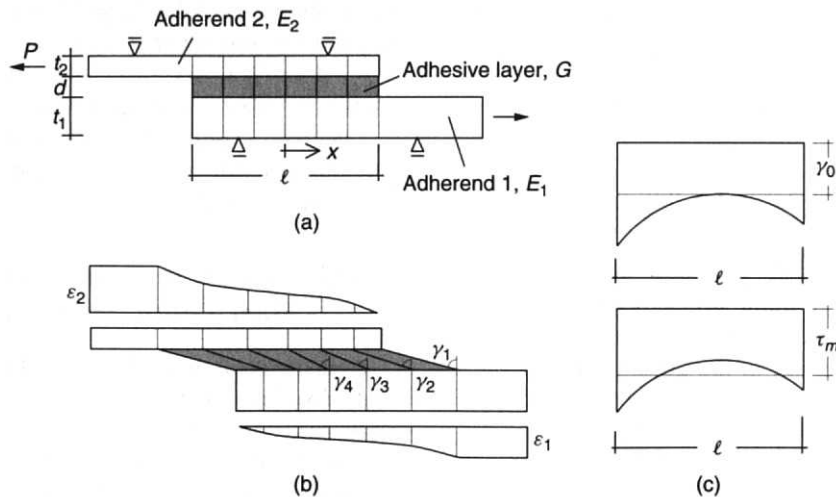 Adherend 2, E₂
P
t₂
d
t₁
Adhesive layer, G
x
ℓ
Adherend 1, E₁
(a)
ε₂
γ₁
γ₄
γ₃
γ₂
ε₁
(b)
γ₀
ℓ
τₘ
ℓ
(c)